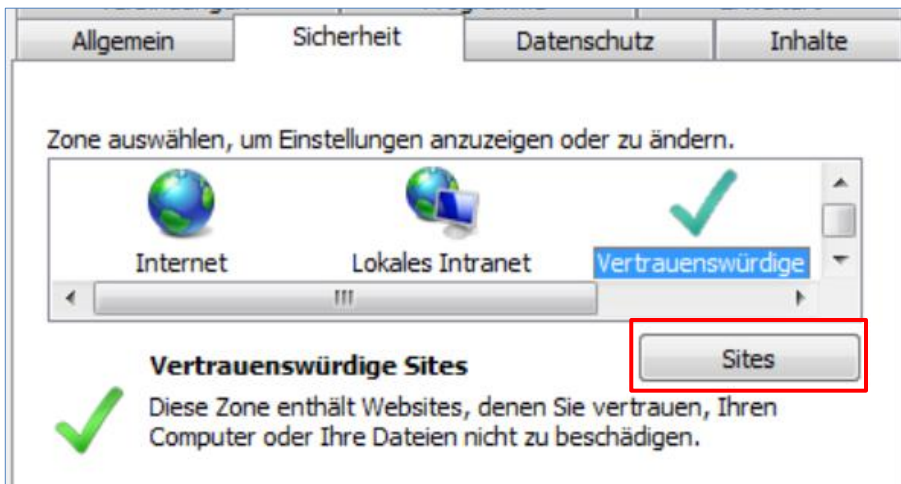 Allgemein Sicherheit Datenschutz Inhalte
Zone auswählen, um Einstellungen anzuzeigen oder zu ändern.
Internet Lokales Intranet Vertrauenswürdige
Sites
Vertrauenswürdige Sites
Diese Zone enthält Websites, denen Sie vertrauen, Ihren
Computer oder Ihre Dateien nicht zu beschädigen.